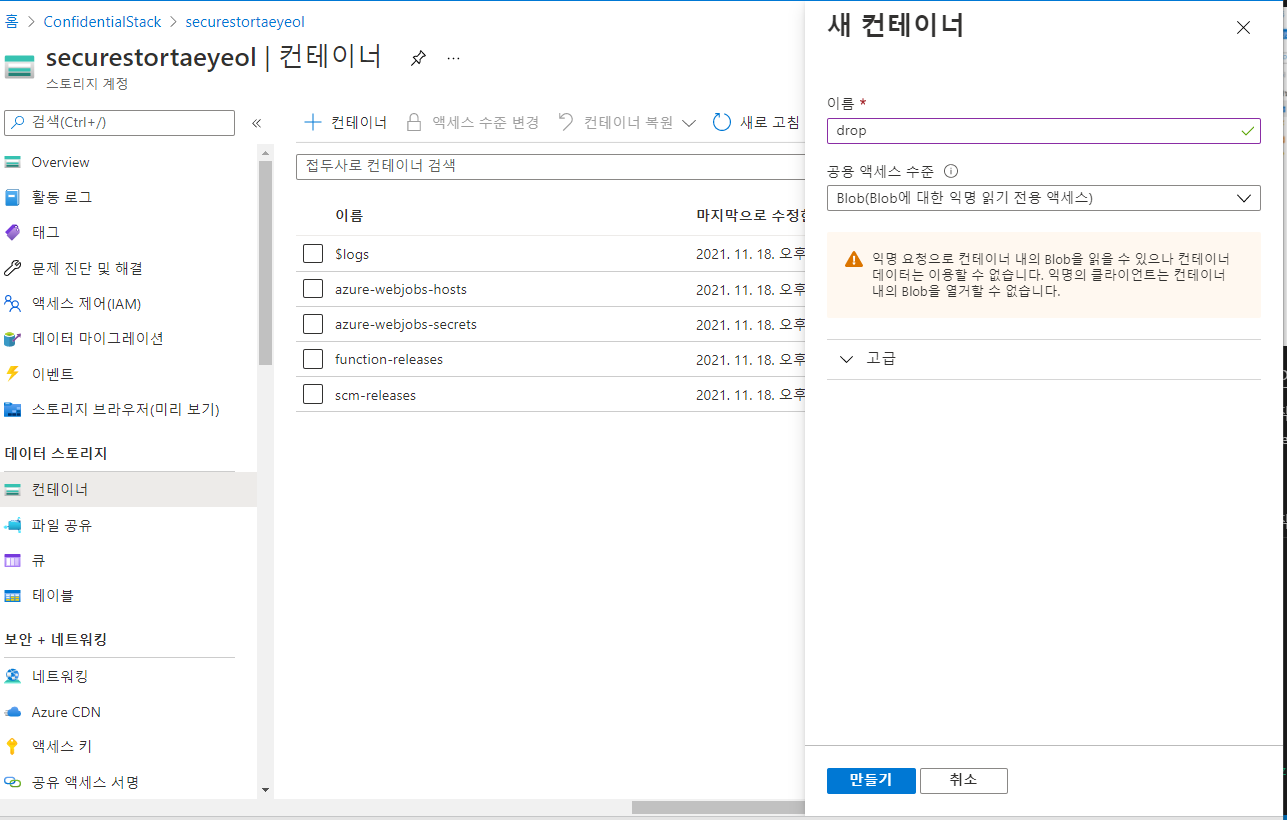 홈 > ConfidentialStack > securestortaeyeol
securestortaeyeol | 컨테이너
스토리지 계정
검색(Ctrl+/)
Overview
활동 로그
태그
문제 진단 및 해결
액세스 제어(IAM)
데이터 마이그레이션
이벤트
스토리지 브라우저(미리 보기)
데이터 스토리지
컨테이너
파일 공유
큐
테이블
보안 + 네트워킹
네트워킹
Azure CDN
액세스 키
공유 액세스 서명
컨테이너 액세스 수준 변경 컨테이너 복원 새로 고침
접두사로 컨테이너 검색
이름 마지막으로 수정한
$logs 2021. 11. 18. 오후
azure-webjobs-hosts 2021. 11. 18. 오후
azure-webjobs-secrets 2021. 11. 18. 오후
function-releases 2021. 11. 18. 오후
scm-releases 2021. 11. 18. 오후
새 컨테이너
이름 *
drop
공용 액세스 수준
Blob(Blob에 대한 익명 읽기 전용 액세스)
익명 요청으로 컨테이너 내의 Blob을 읽을 수 있으나 컨테이너
데이터는 이용할 수 없습니다. 익명의 클라이언트는 컨테이너
내의 Blob을 열거할 수 없습니다.
고급
만들기 취소